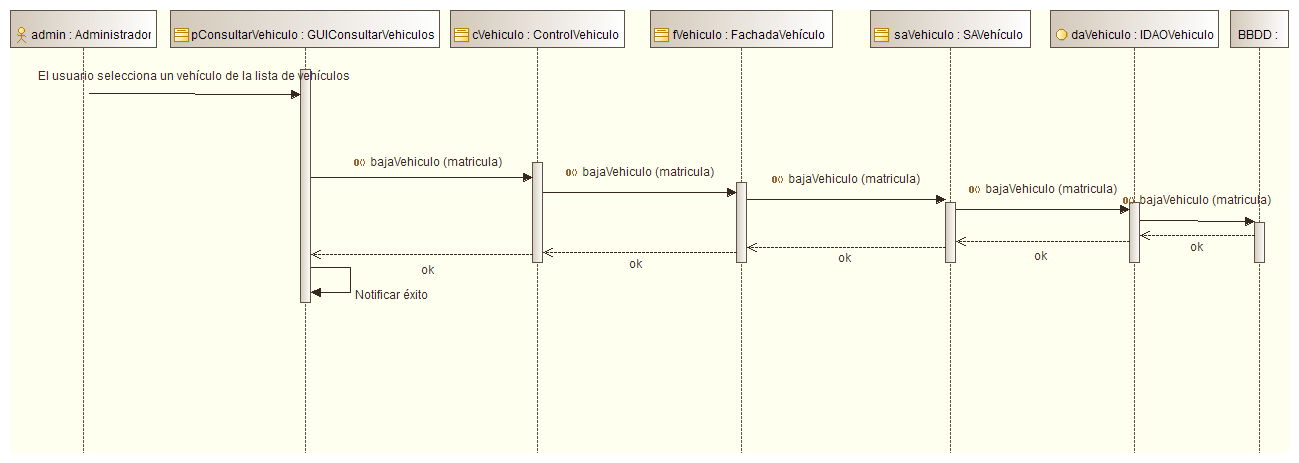 admin : Administrador
pConsultarVehiculo : GUIConsultarVehiculos
cVehiculo : ControlVehiculo
fVehiculo : FachadaVehículo
saVehiculo : SAVehículo
daVehiculo : IDAOVehiculo
BBDD :
El usuario selecciona un vehículo de la lista de vehículos
bajaVehiculo (matricula)
bajaVehiculo (matricula)
bajaVehiculo (matricula)
bajaVehiculo (matricula)
bajaVehiculo (matricula)
ok
ok
ok
ok
ok
Notificar éxito